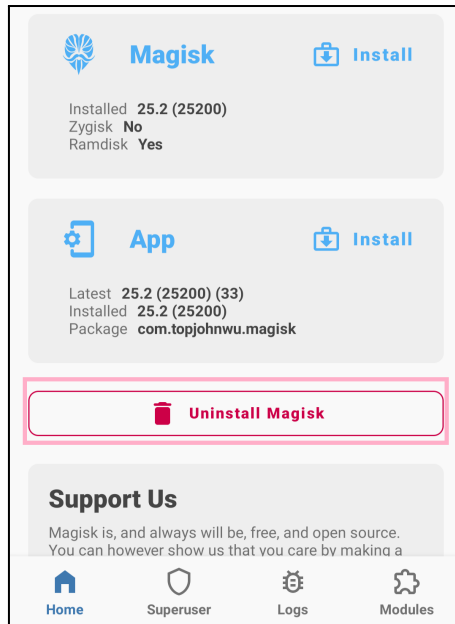 Magisk
Install
Installed 25.2 (25200)
Zygisk No
Ramdisk Yes
App
Install
Latest 25.2 (25200) (33)
Installed 25.2 (25200)
Package com.topjohnwu.magisk
Uninstall Magisk
Support Us
Magisk is, and always will be, free, and open source.
You can however show us that you care by making a
Home
Superuser
Logs
Modules